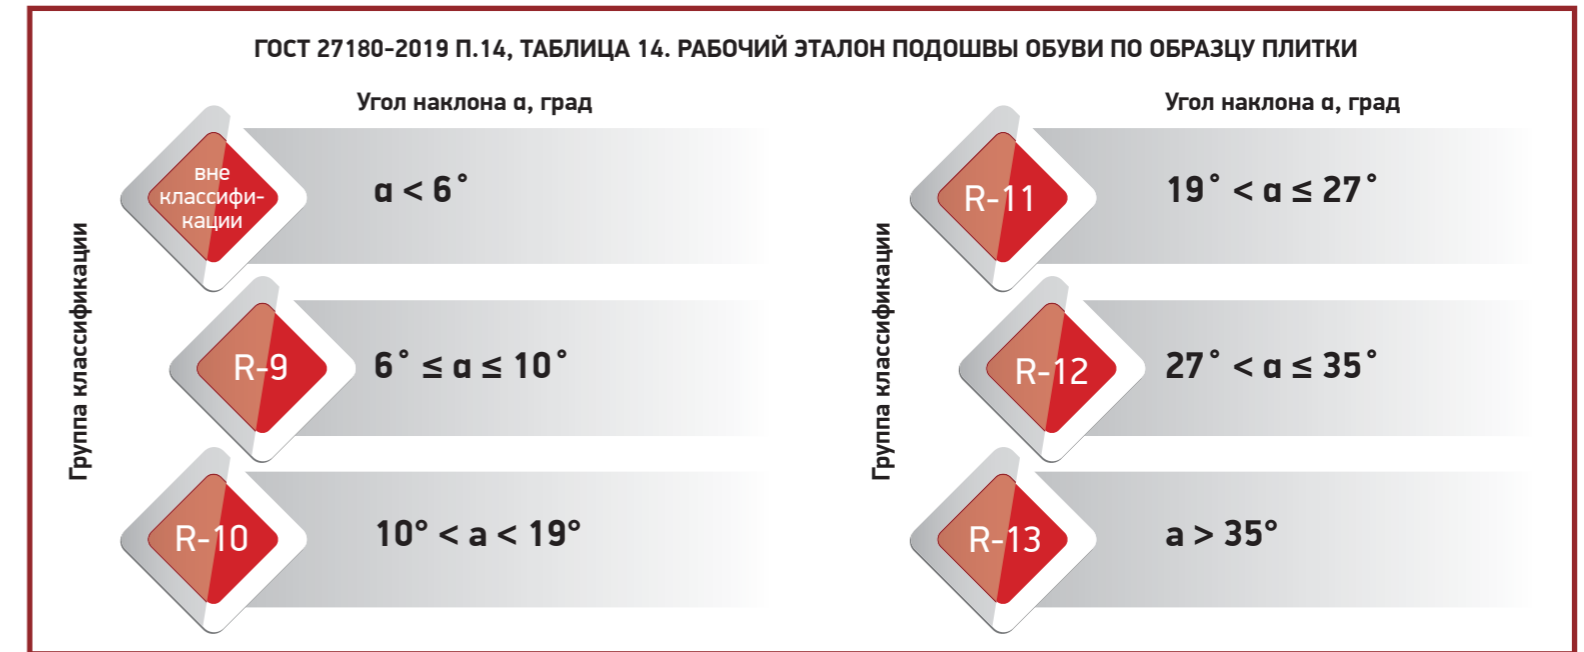 ГОСТ 27180-2019 П.14, ТАБЛИЦА 14. РАБОЧИЙ ЭТАЛОН ПОДОШВЫ ОБУВИ ПО ОБРАЗЦУ ПЛИТКИ
Угол наклона α, град
Группа классификации
вне
классифи-
кации
α < 6°
R-9
6° ≤ α ≤ 10°
R-10
10° < a < 19°
Угол наклона α, град
Группа классификации
R-11
19° < α ≤ 27°
R-12
27° < α ≤ 35°
R-13
a > 35°